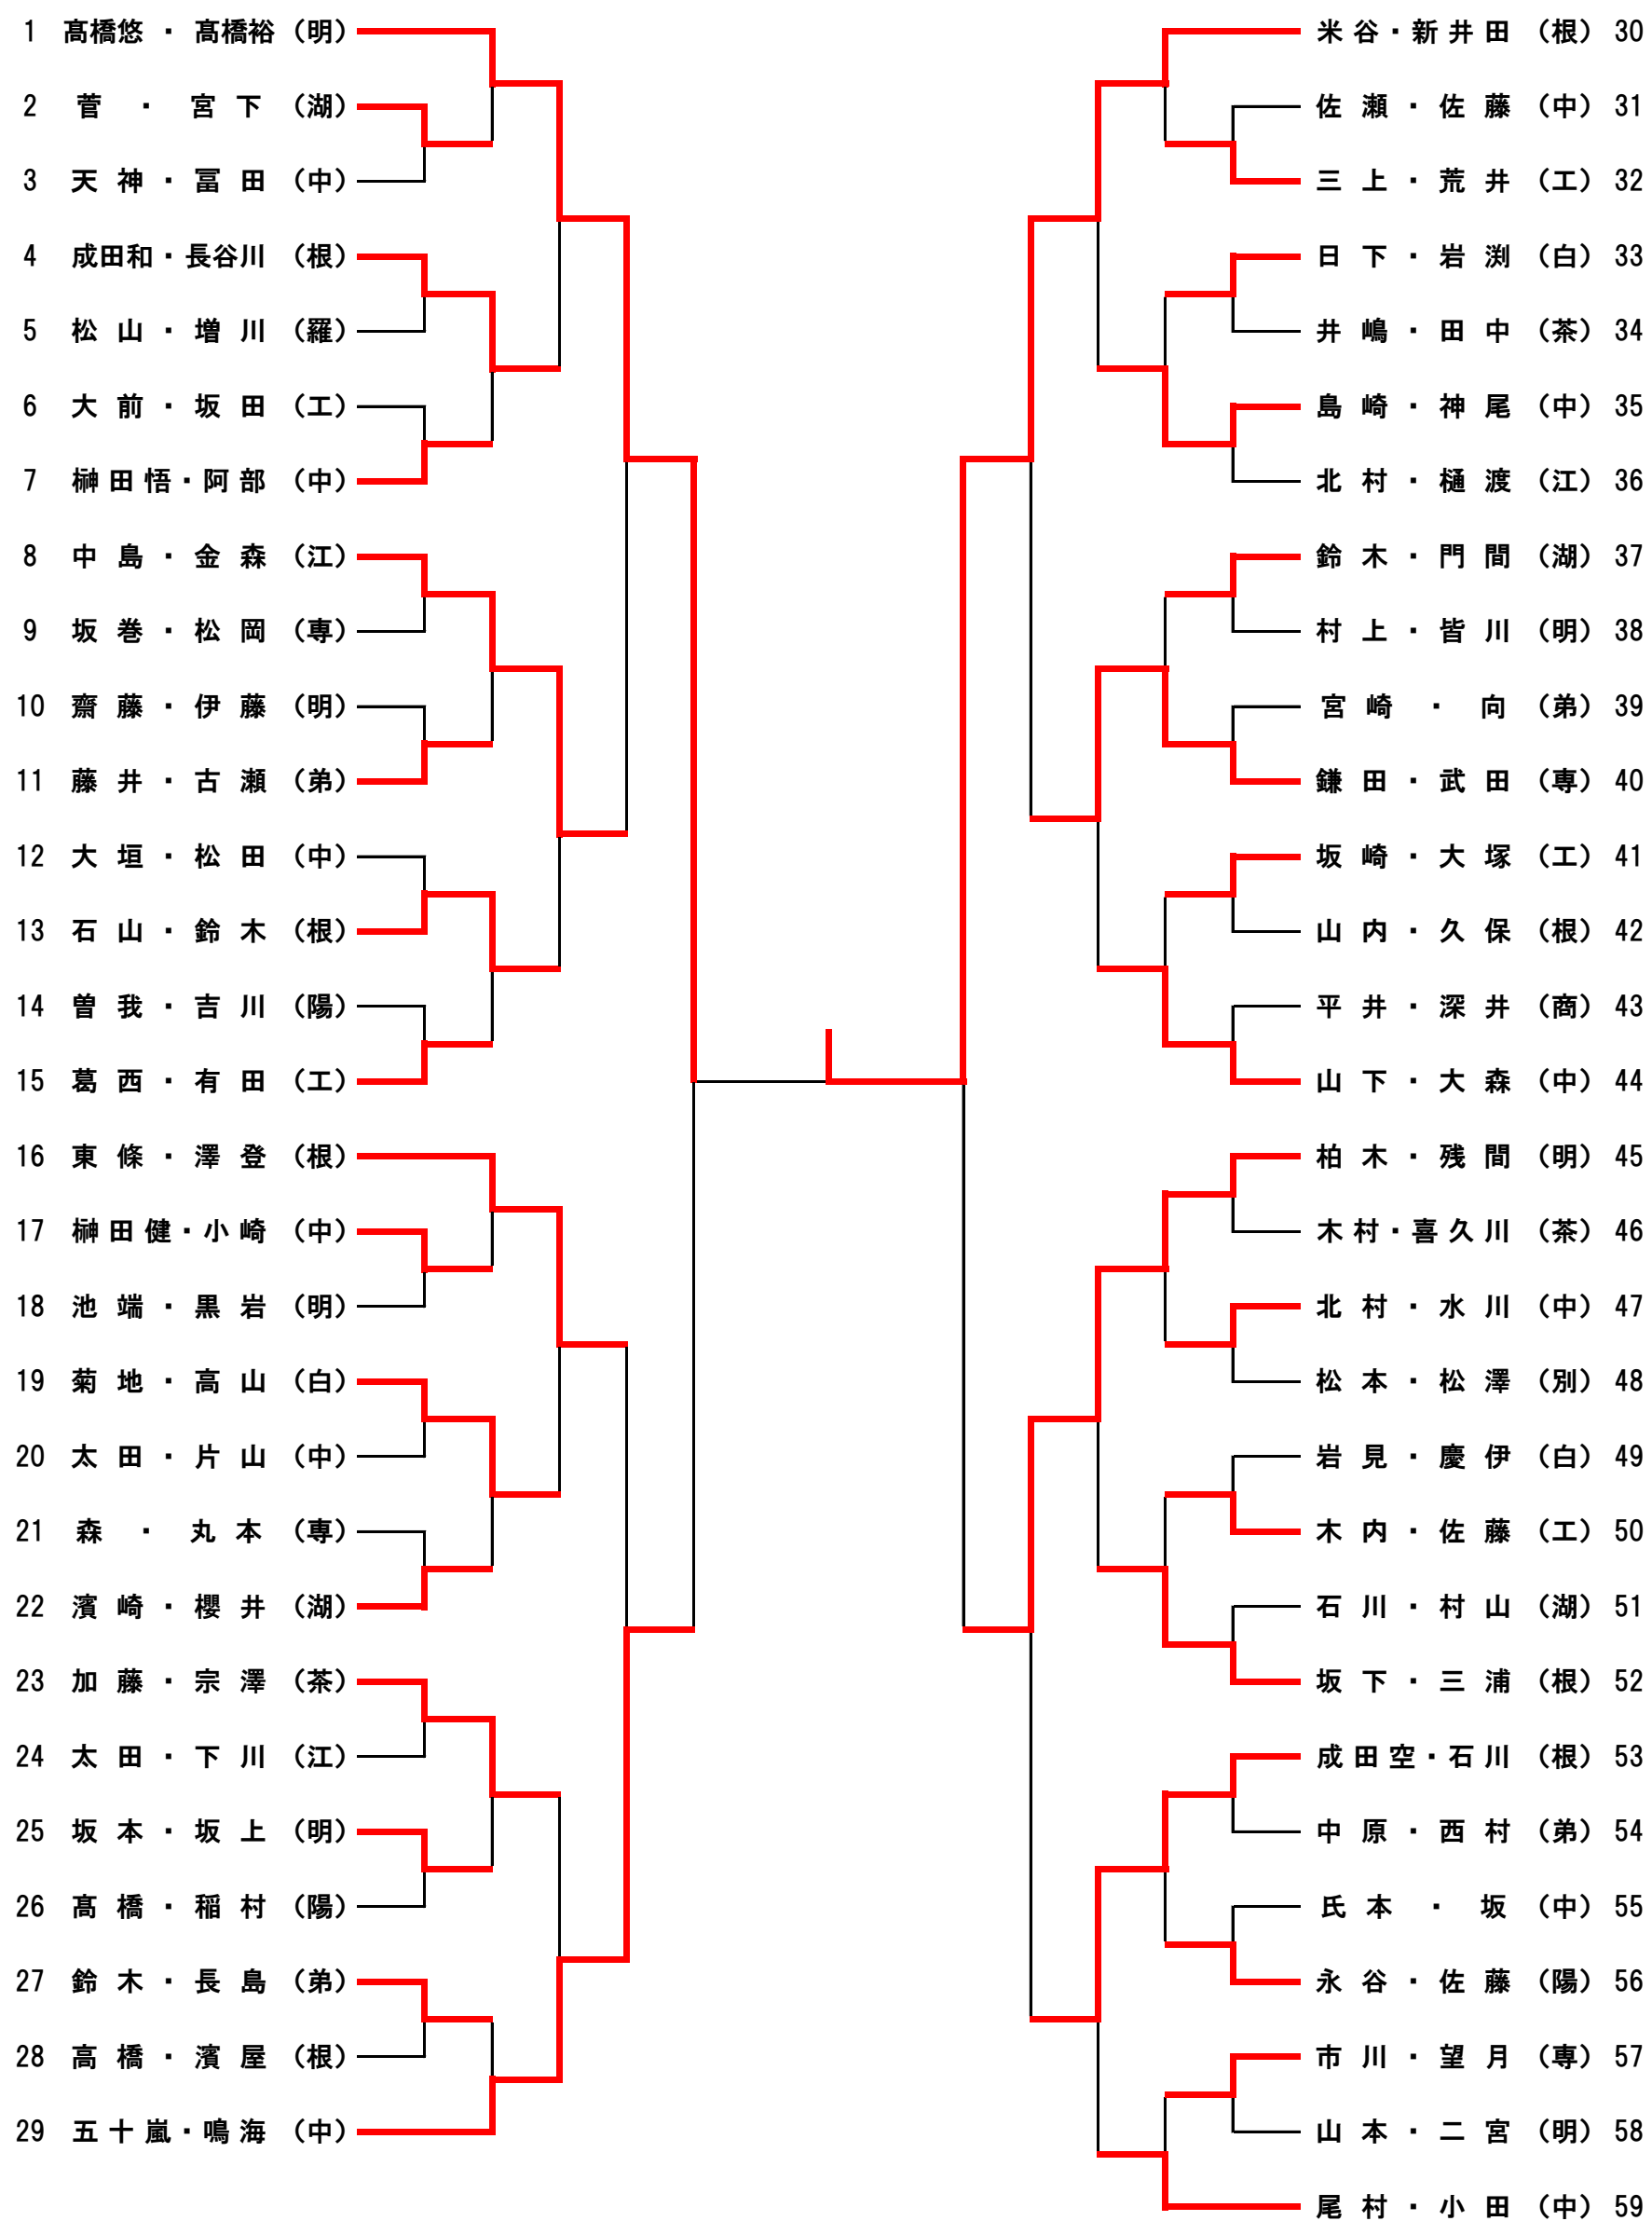 1 髙橋悠 ・ 髙橋裕 (明)
2 菅 ・ 宮下 (湖)
3 天神・冨田 (中)
4 成田和・長谷川 (根)
5 松山・増川 (羅)
6 大前・坂田 (工)
7 榊田悟・阿部 (中)
8 中島・金森 (江)
9 坂巻・松岡 (専)
10 齋藤・伊藤 (明)
11 藤井・古瀬 (弟)
12 大垣・松田 (中)
13 石山・鈴木 (根)
14 曽我・吉川 (陽)
15 葛西・有田 (工)
16 東條・澤登 (根)
17 榊田健・小崎 (中)
18 池端・黒岩 (明)
19 菊地・高山 (白)
20 太田・片山 (中)
21 森 ・ 丸本 (専)
22 濱崎・櫻井 (湖)
23 加藤・宗澤 (茶)
24 太田・下川 (江)
25 坂本・坂上 (明)
26 髙橋・稲村 (陽)
27 鈴木・長島 (弟)
28 高橋・濱屋 (根)
29 五十嵐・鳴海 (中)
米谷・新井田 (根) 30
佐瀬・佐藤 (中) 31
三上・荒井 (工) 32
日下・岩渕 (白) 33
井嶋・田中 (茶) 34
島崎・神尾 (中) 35
北村・樋渡 (江) 36
鈴木・門間 (湖) 37
村上・皆川 (明) 38
宮崎 ・ 向 (弟) 39
鎌田・武田 (専) 40
坂崎・大塚 (工) 41
山内・久保 (根) 42
平井・深井 (商) 43
山下・大森 (中) 44
柏木・残間 (明) 45
木村・喜久川 (茶) 46
北村・水川 (中) 47
松本・松澤 (別) 48
岩見・慶伊 (白) 49
木内・佐藤 (工) 50
石川・村山 (湖) 51
坂下・三浦 (根) 52
成田空・石川 (根) 53
中原・西村 (弟) 54
氏本 ・ 坂 (中) 55
永谷・佐藤 (陽) 56
市川・望月 (専) 57
山本・二宮 (明) 58
尾村・小田 (中) 59